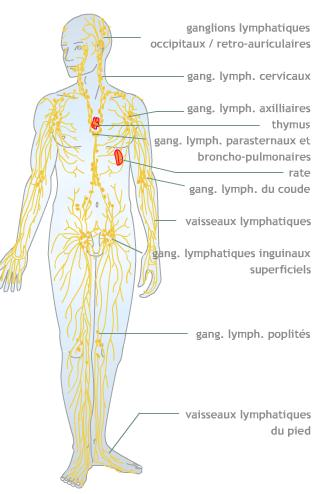 ganglions lymphatiques
occipitaux / retro-auriculaires
gang. lymph. cervicaux
gang. lymph. axilliaires
thymus
gang. lymph. parasternaux et
broncho-pulmonaires
rate
gang. lymph. du coude
vaisseaux lymphatiques
gang. lymphatiques inguinaux
superficiels
gang. lymph. poplités
vaisseaux lymphatiques
du pied